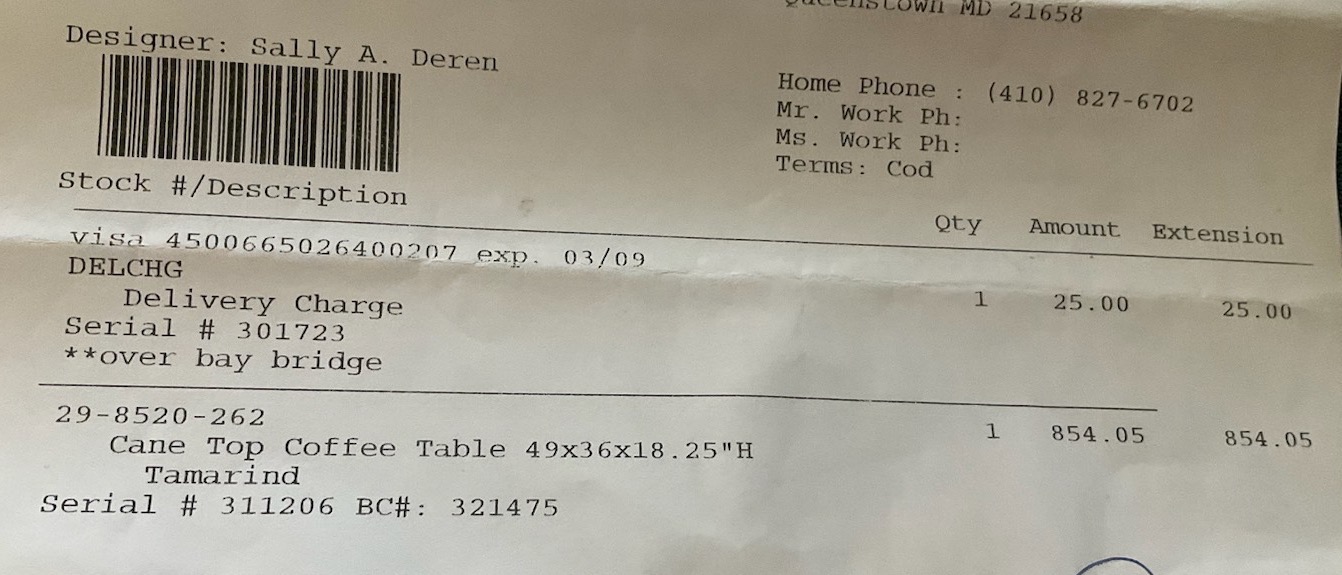 Queenstown MD 21658
Designer: Sally A. Deren
Home Phone : (410) 827-6702
Mr. Work Ph:
Ms. Work Ph:
Terms: Cod
Stock #/Description Qty Amount Extension
visa 4500665026400207 exp. 03/09
DELCHG
Delivery Charge 1 25.00 25.00
Serial # 301723
**over bay bridge
29-8520-262
Cane Top Coffee Table 49x36x18.25"H 1 854.05 854.05
Tamarind
Serial # 311206 BC#: 321475